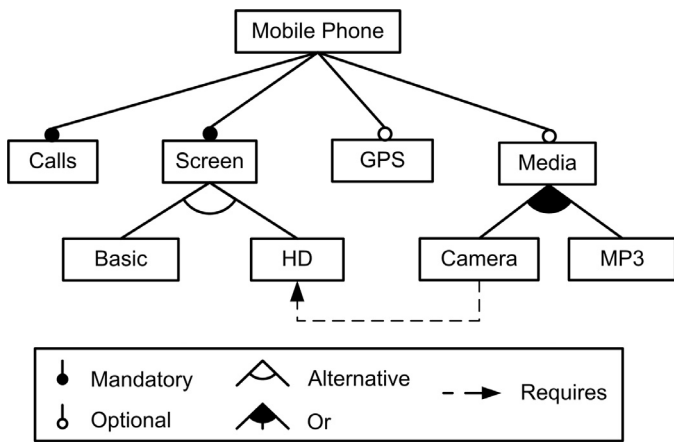 Mobile Phone
Calls
Screen
GPS
Media
Basic
HD
Camera
MP3
Mandatory
Alternative
Requires
Optional
Or